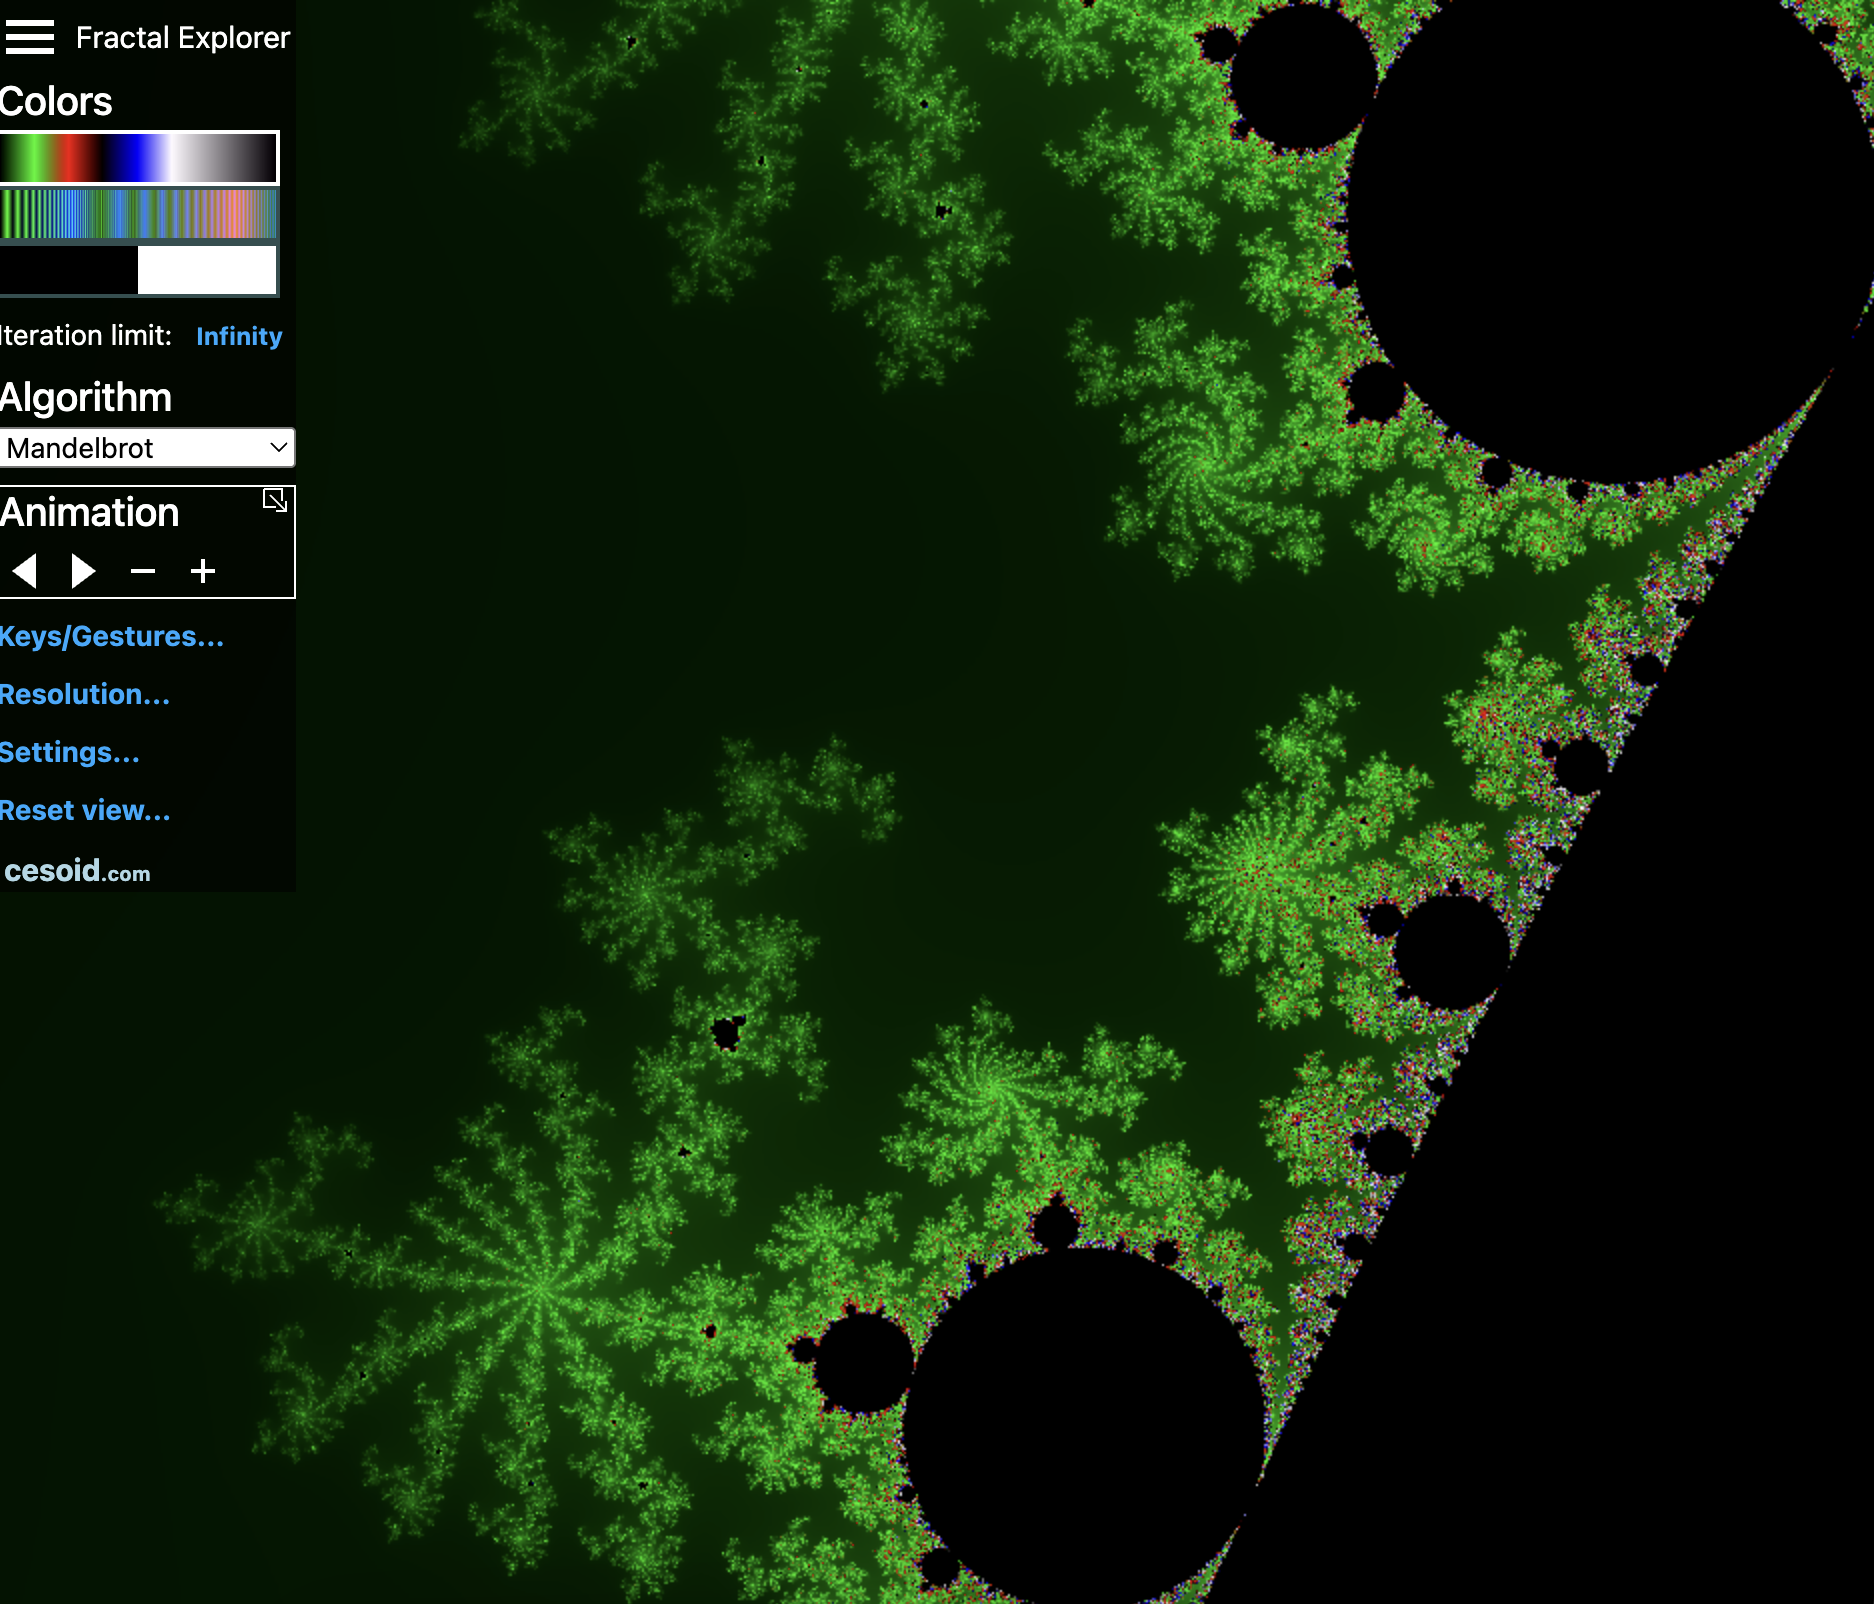 Fractal Explorer
Colors
Iteration limit: Infinity
Algorithm
Mandelbrot
Animation
Keys/Gestures...
Resolution...
Settings...
Reset view...
cesoid.com